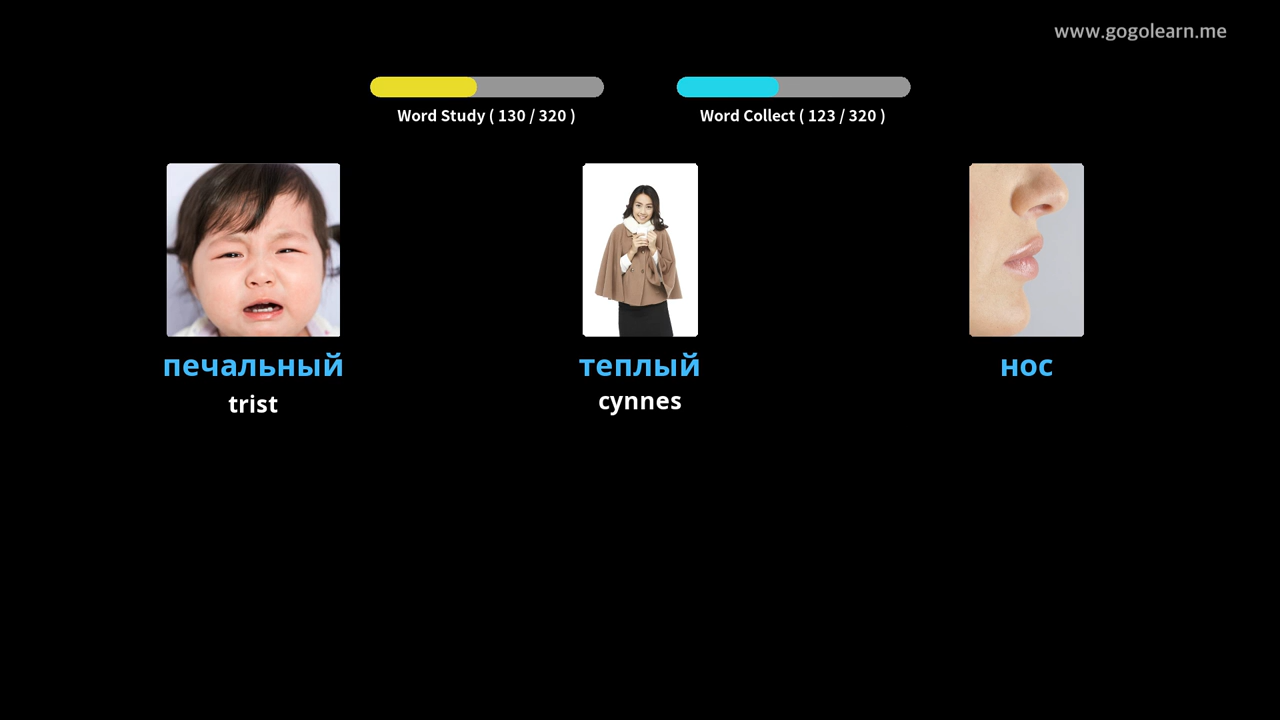 www.gogolearn.me
Word Study ( 130 / 320 )
Word Collect ( 123 / 320 )
печальный
теплый
нос
trist
cynnes